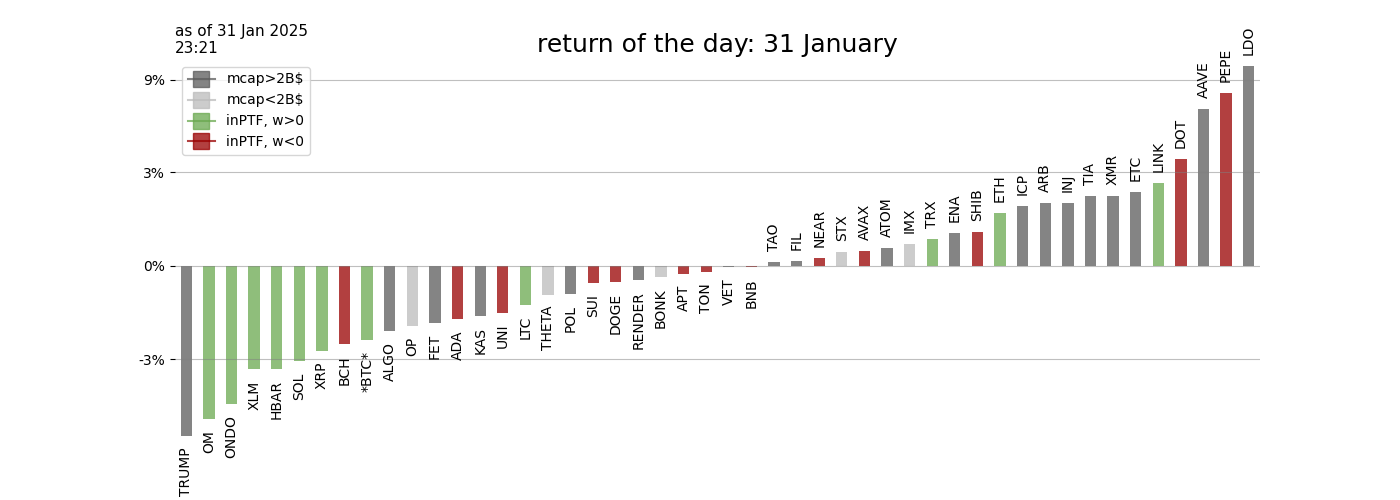 as of 31 Jan 2025
23:21
return of the day: 31 January
mcap>2B$
mcap<2B$
inPTF, w>0
inPTF, w<0
9%
3%
0%
-3%
TRUMP
OM
ONDO
XLM
HBAR
SOL
XRP
BCH
*BTC*
ALGO
OP
FET
ADA
KAS
UNI
LTC
THETA
POL
SUI
DOGE
RENDER
BONK
APT
TON
VET
BNB
TAO
FIL
NEAR
STX
AVAX
ATOM
IMX
TRX
ENA
SHIB
ETH
ICP
ARB
INJ
TIA
XMR
ETC
LINK
DOT
AAVE
PEPE
LDO